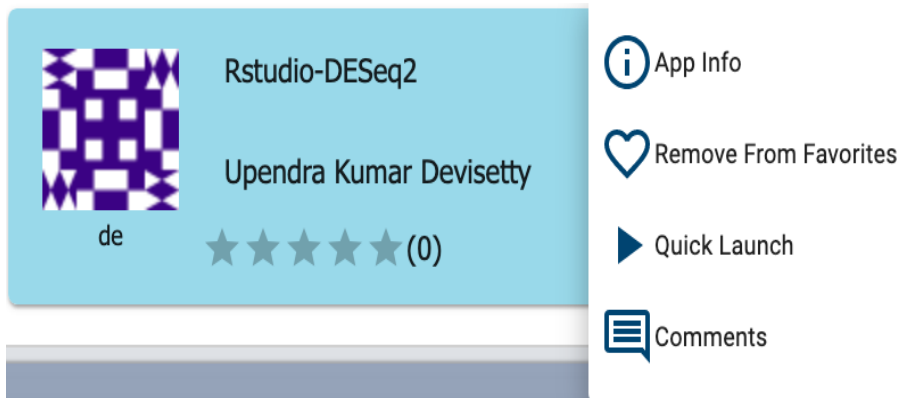 Rstudio-DESeq2
Upendra Kumar Devisetty
de
(0)
App Info
Remove From Favorites
Quick Launch
Comments